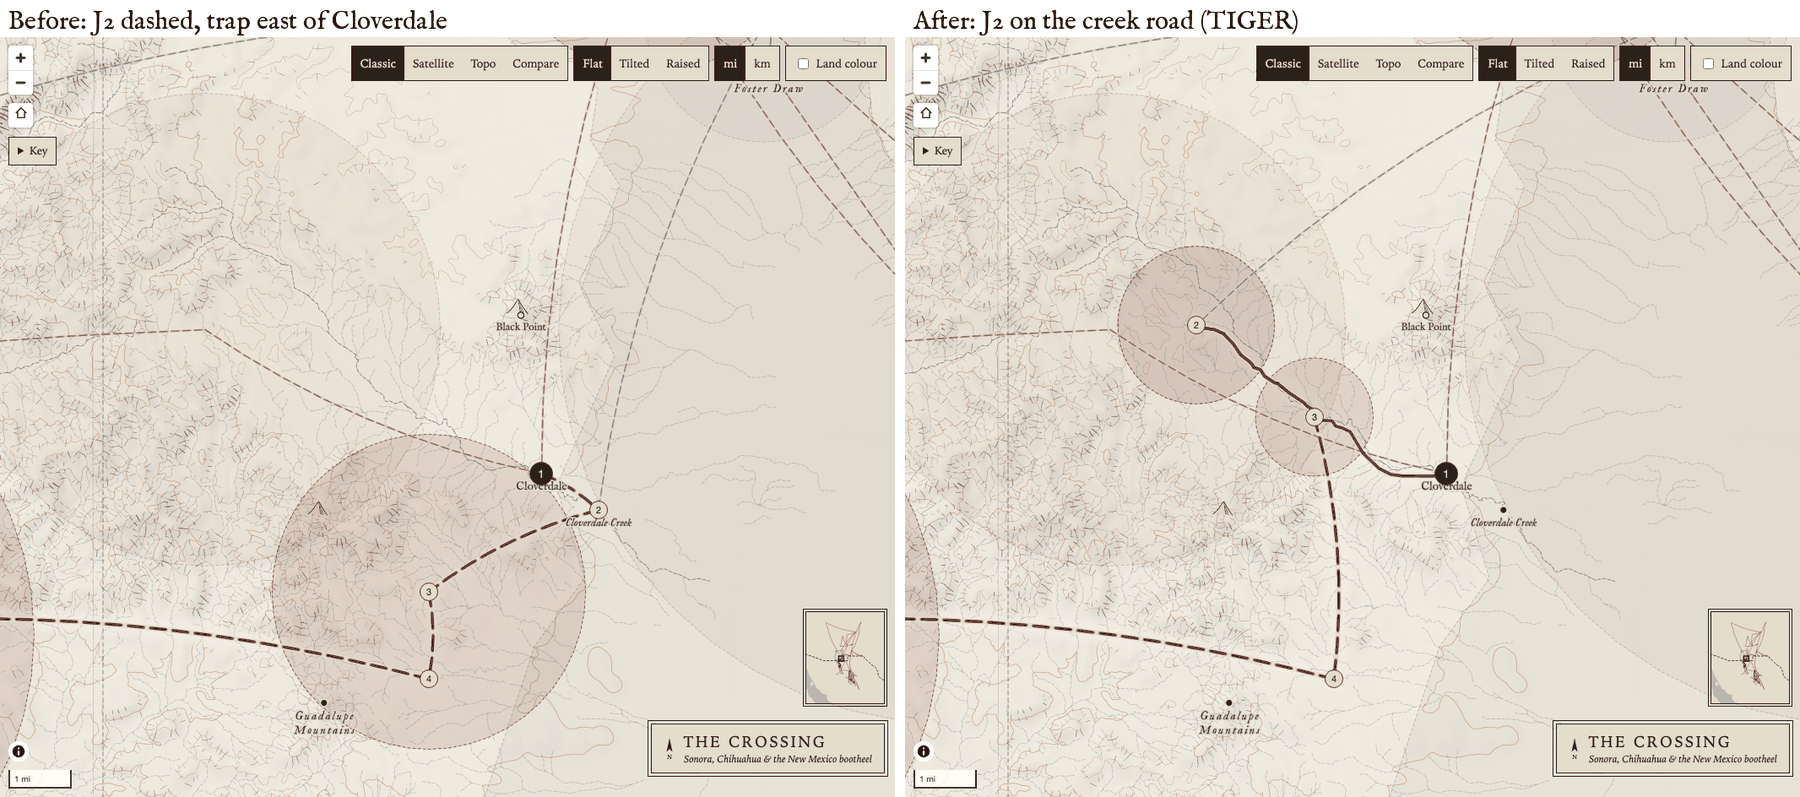 Before: J2 dashed, trap east of Cloverdale
+
−
Key
Classic Satellite Topo Compare
Flat Tilted Raised
mi km
Land colour
Foster Draw
Black Point
1
Cloverdale
2
Cloverdale Creek
3
4
Guadalupe
Mountains
THE CROSSING
Sonora, Chihuahua & the New Mexico bootheel
N
1 mi
After: J2 on the creek road (TIGER)
+
−
Key
Classic Satellite Topo Compare
Flat Tilted Raised
mi km
Land colour
Foster Draw
2
Black Point
3
1
Cloverdale
Cloverdale Creek
4
Guadalupe
Mountains
THE CROSSING
Sonora, Chihuahua & the New Mexico bootheel
N
1 mi